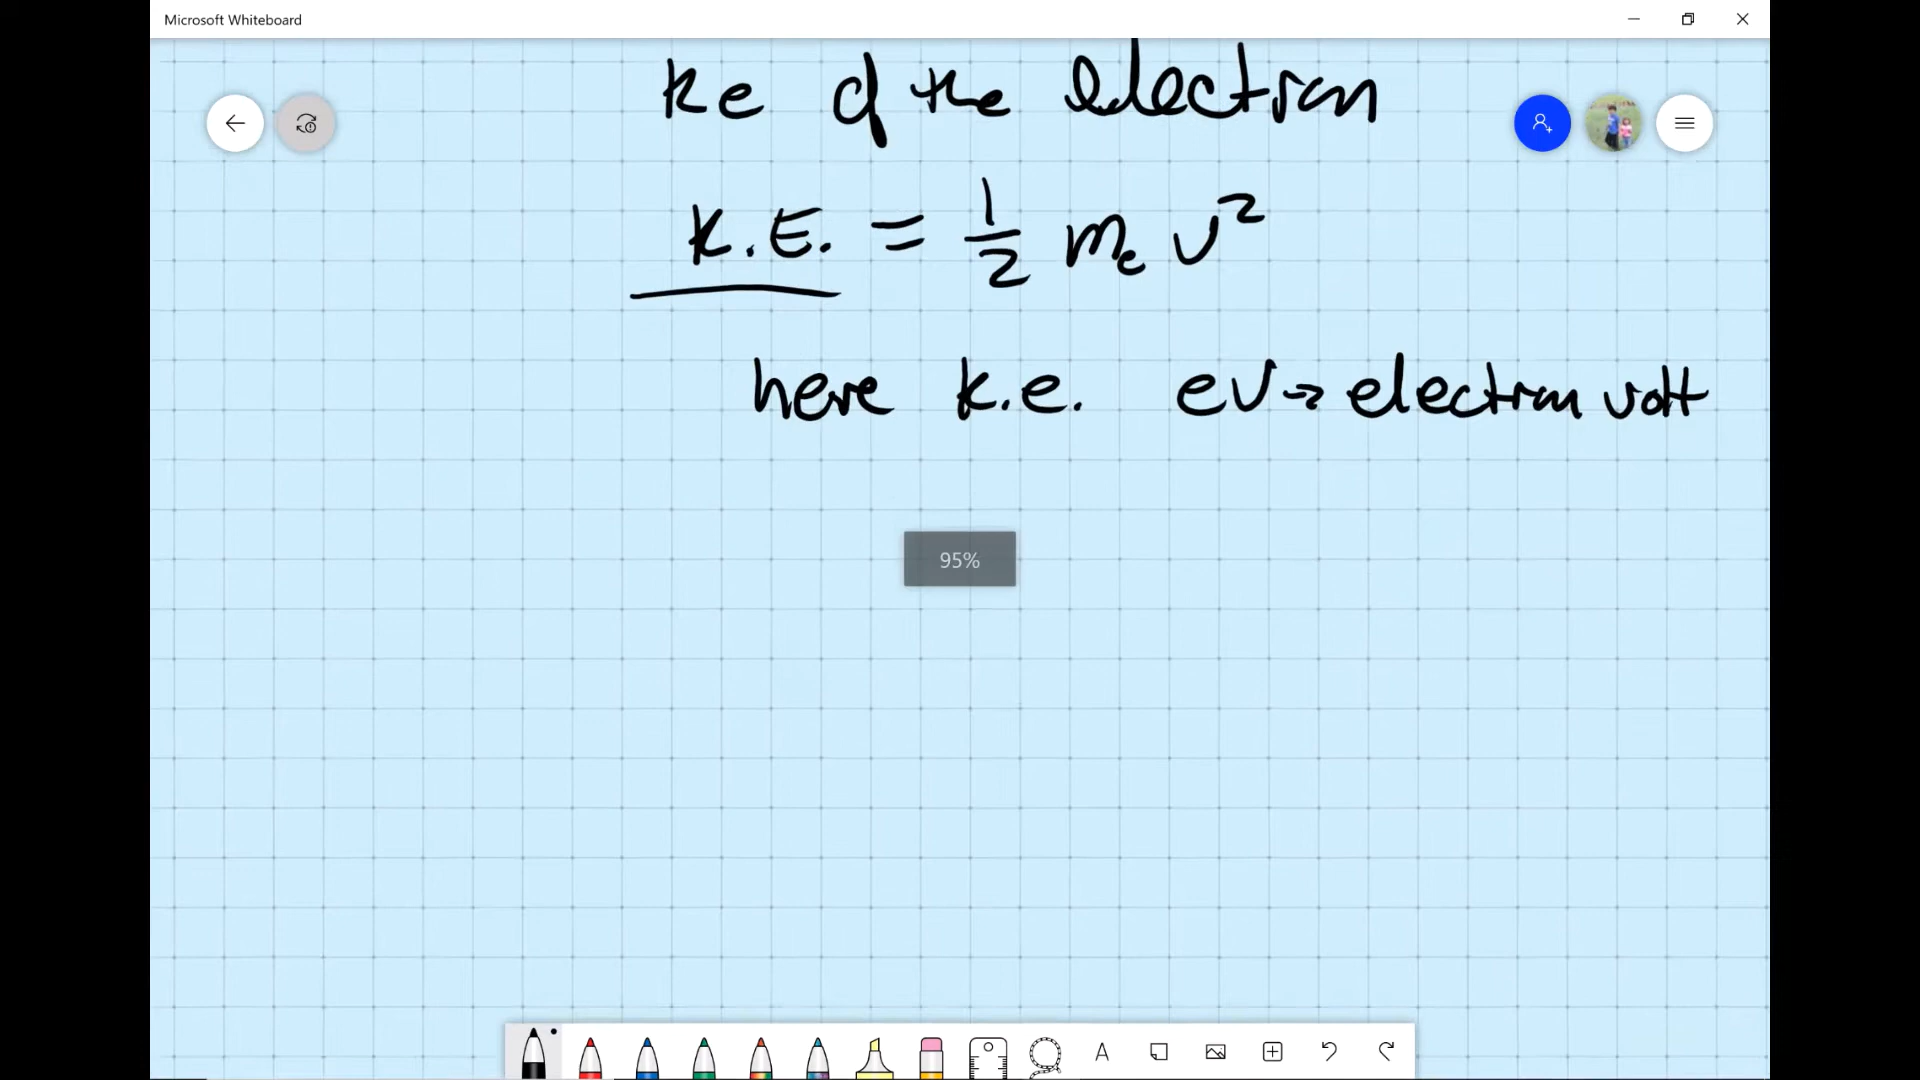 Microsoft Whiteboard
ke of the electron
K.E. = 1/2 mₑ v²
here k.e. eV → electron volt
95%
A